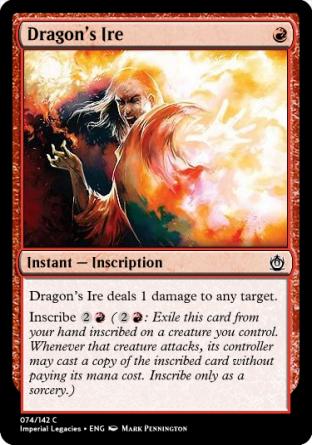 Dragon's Ire
Instant — Inscription
Dragon's Ire deals 1 damage to any target.
Inscribe 2 ( 2 : Exile this card from
your hand inscribed on a creature you control.
Whenever that creature attacks, its controller
may cast a copy of the inscribed card without
paying its mana cost. Inscribe only as a
sorcery.)
074/142 C
Imperial Legacies • ENG Mark Pennington